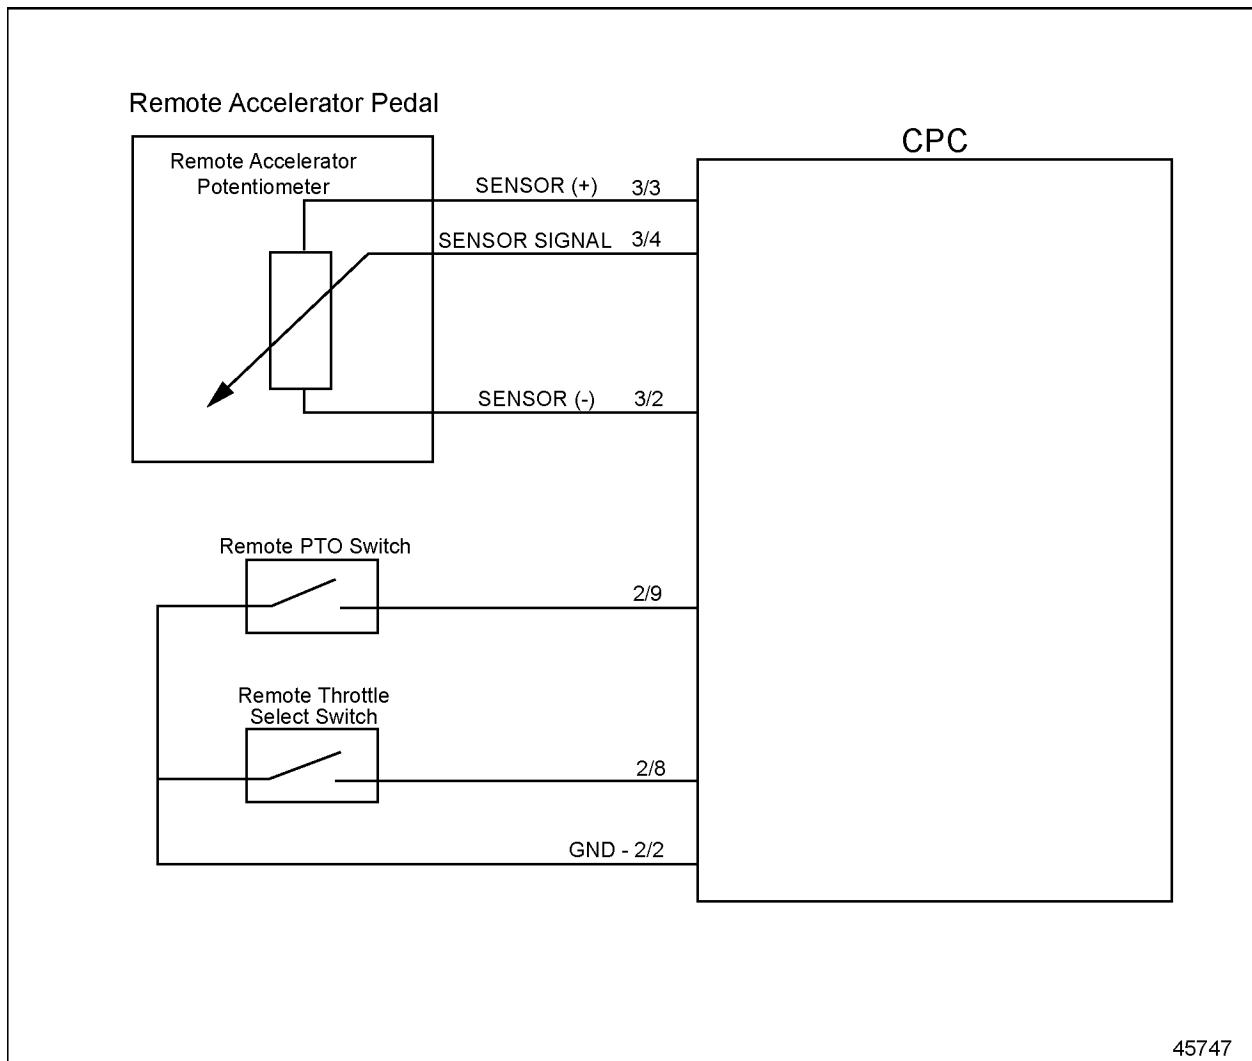 Remote Accelerator Pedal
CPC
Remote Accelerator
Potentiometer
SENSOR (+) 3/3
SENSOR SIGNAL 3/4
SENSOR (-) 3/2
Remote PTO Switch
2/9
Remote Throttle
Select Switch
2/8
GND - 2/2
45747